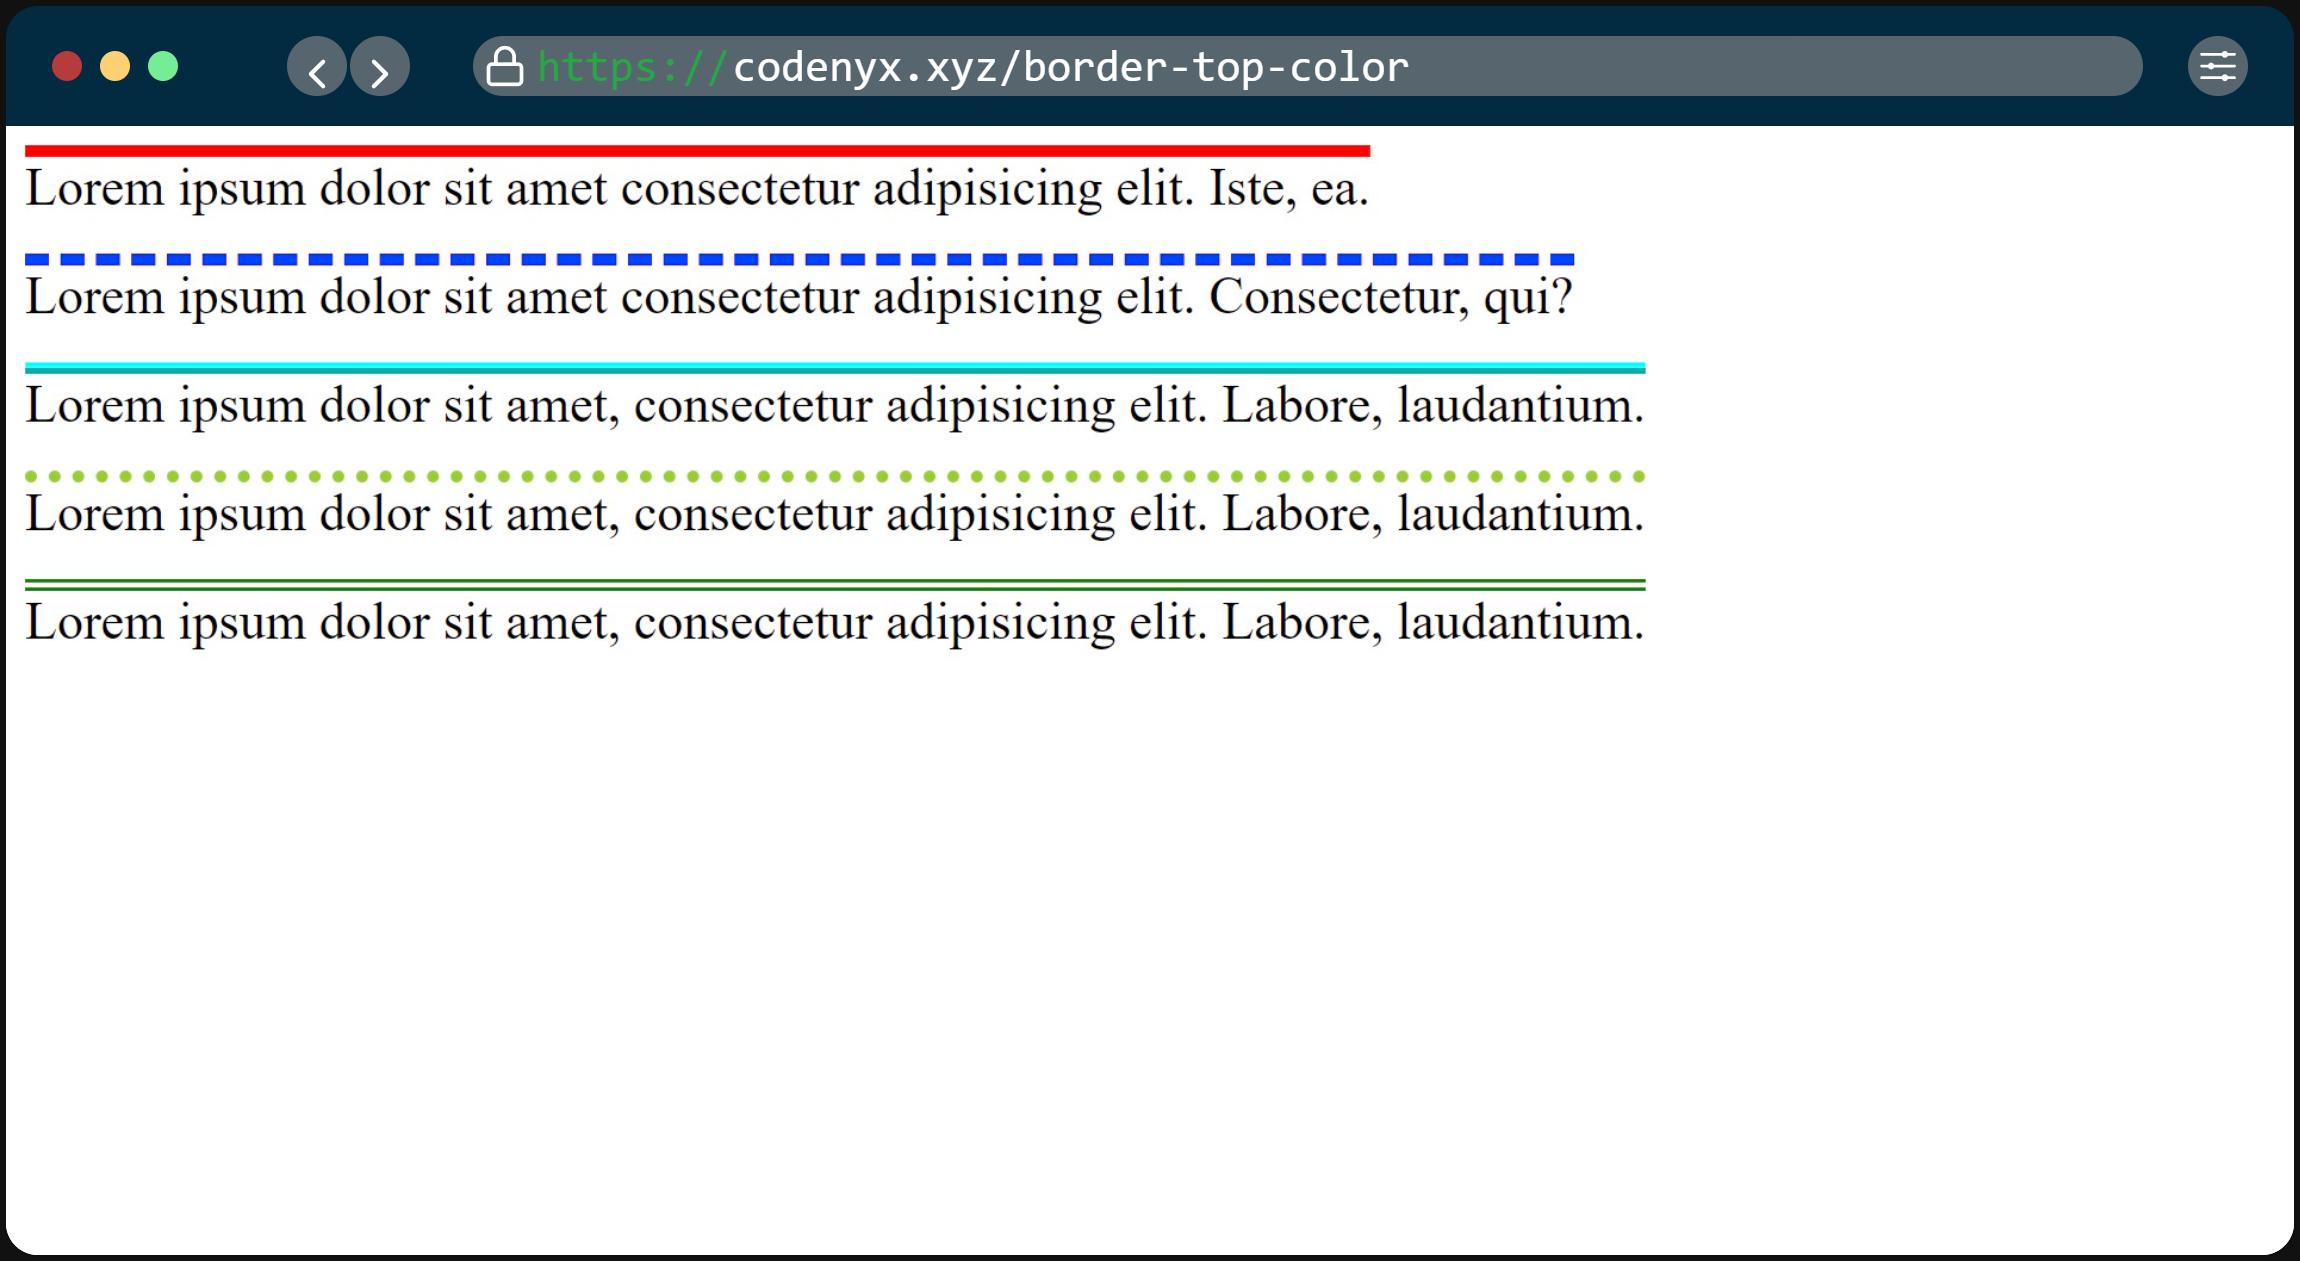 https://codenyx.xyz/border-top-color
Lorem ipsum dolor sit amet consectetur adipisicing elit. Iste, ea.
Lorem ipsum dolor sit amet consectetur adipisicing elit. Consectetur, qui?
Lorem ipsum dolor sit amet, consectetur adipisicing elit. Labore, laudantium.
Lorem ipsum dolor sit amet, consectetur adipisicing elit. Labore, laudantium.
Lorem ipsum dolor sit amet, consectetur adipisicing elit. Labore, laudantium.